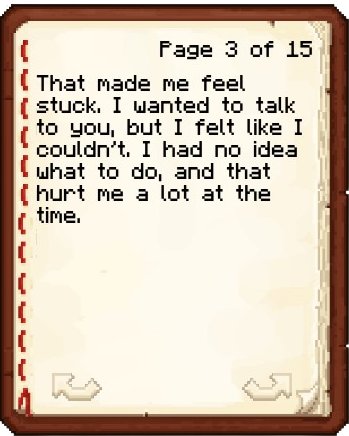 Page 3 of 15
That made me feel
stuck. I wanted to talk
to you, but I felt like I
couldn't. I had no idea
what to do, and that
hurt me a lot at the
time.